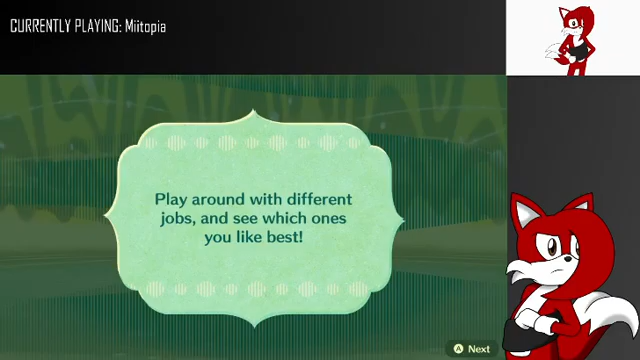 CURRENTLY PLAYING: Miitopia
Play around with different
jobs, and see which ones
you like best!
A Next